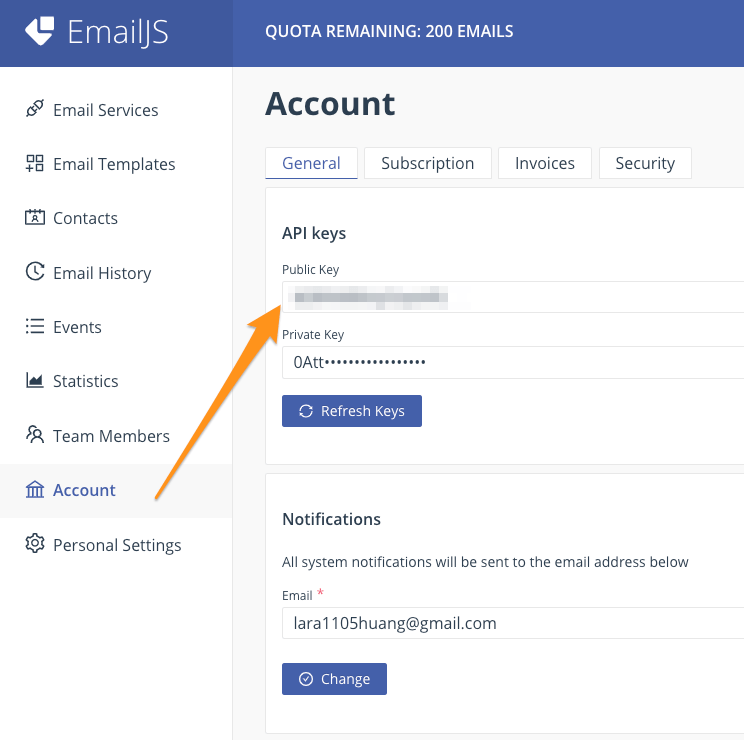 EmailJS
QUOTA REMAINING: 200 EMAILS
Email Services
Email Templates
Contacts
Email History
Events
Statistics
Team Members
Account
Personal Settings
Account
General
Subscription
Invoices
Security
API keys
Public Key
Private Key
0Att•••••••••••••••••
Refresh Keys
Notifications
All system notifications will be sent to the email address below
Email *
lara1105huang@gmail.com
Change